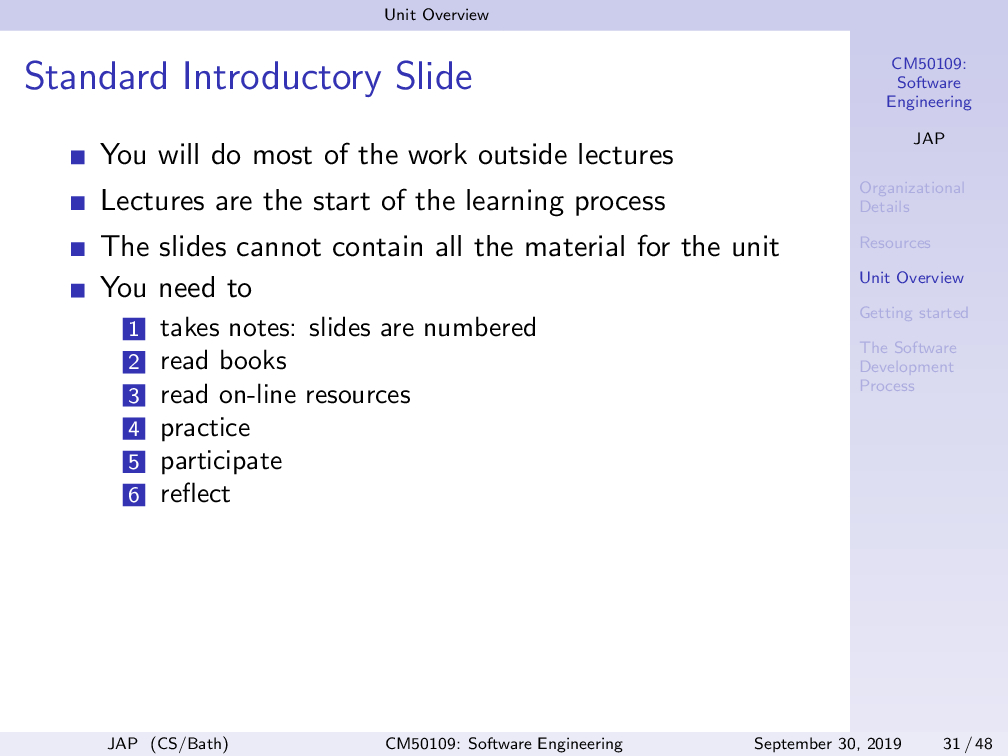 Unit Overview
Standard Introductory Slide
You will do most of the work outside lectures
Lectures are the start of the learning process
The slides cannot contain all the material for the unit
You need to
1 takes notes: slides are numbered
2 read books
3 read on-line resources
4 practice
5 participate
6 reflect
CM50109:
Software
Engineering
JAP
Organizational
Details
Resources
Unit Overview
Getting started
The Software
Development
Process
JAP (CS/Bath)
CM50109: Software Engineering
September 30, 2019
31 / 48